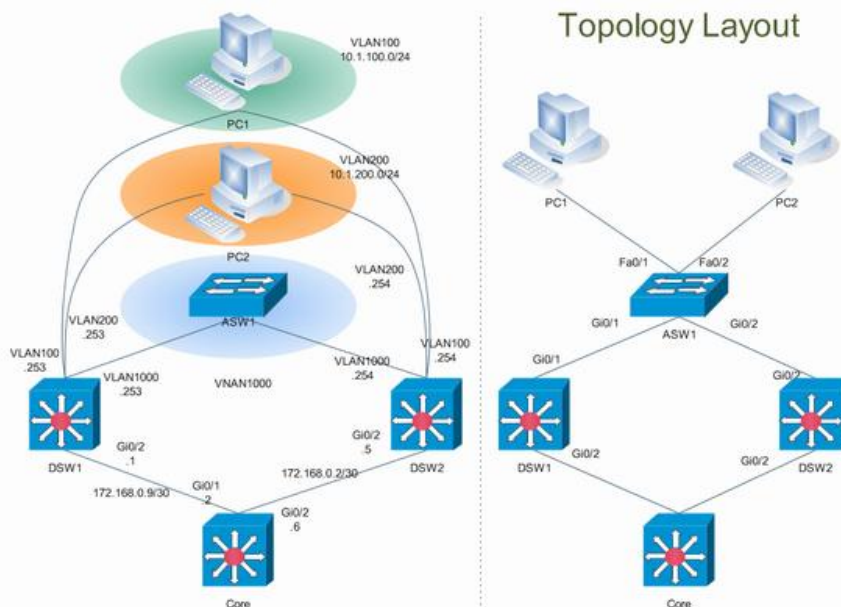 Topology Layout
VLAN100
10.1.100.0/24
PC1
VLAN200
10.1.200.0/24
PC2
VLAN200
.254
ASW1
VLAN200
.253
VLAN100
.253
VLAN1000
.253
VNAN1000
VLAN1000
.254
VLAN100
.254
DSW1
DSW2
Gi0/2
.1
Gi0/2
.5
172.168.0.9/30
172.168.0.2/30
Gi0/1
.2
Gi0/2
.6
Core
PC1
PC2
Fa0/1
Fa0/2
ASW1
Gi0/1
Gi0/2
Gi0/1
Gi0/2
DSW1
DSW2
Gi0/2
Gi0/2
Core